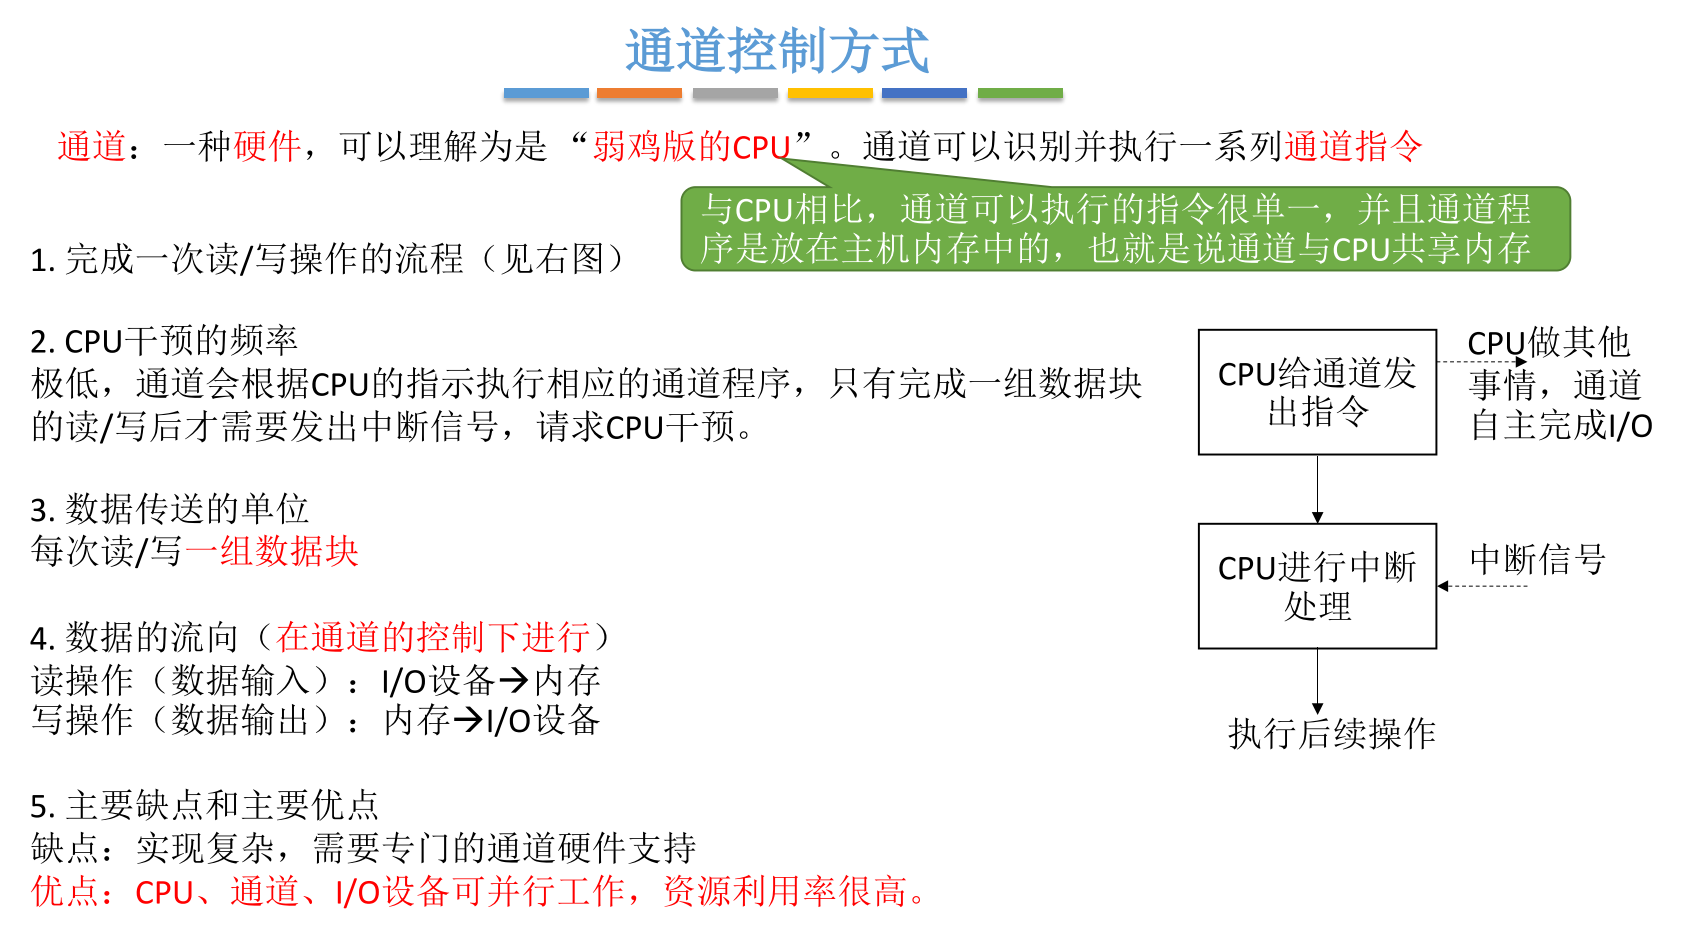 通道控制方式
通道：一种硬件，可以理解为是“弱鸡版的CPU”。通道可以识别并执行一系列通道指令
与CPU相比，通道可以执行的指令很单一，并且通道程
序是放在主机内存中的，也就是说通道与CPU共享内存
1. 完成一次读/写操作的流程（见右图）
2. CPU干预的频率
极低，通道会根据CPU的指示执行相应的通道程序，只有完成一组数据块
的读/写后才需要发出中断信号，请求CPU干预。
3. 数据传送的单位
每次读/写一组数据块
4. 数据的流向（在通道的控制下进行）
读操作（数据输入）：I/O设备→内存
写操作（数据输出）：内存→I/O设备
5. 主要缺点和主要优点
缺点：实现复杂，需要专门的通道硬件支持
优点：CPU、通道、I/O设备可并行工作，资源利用率很高。
CPU给通道发
出指令
CPU做其他
事情，通道
自主完成I/O
CPU进行中断
处理
中断信号
执行后续操作